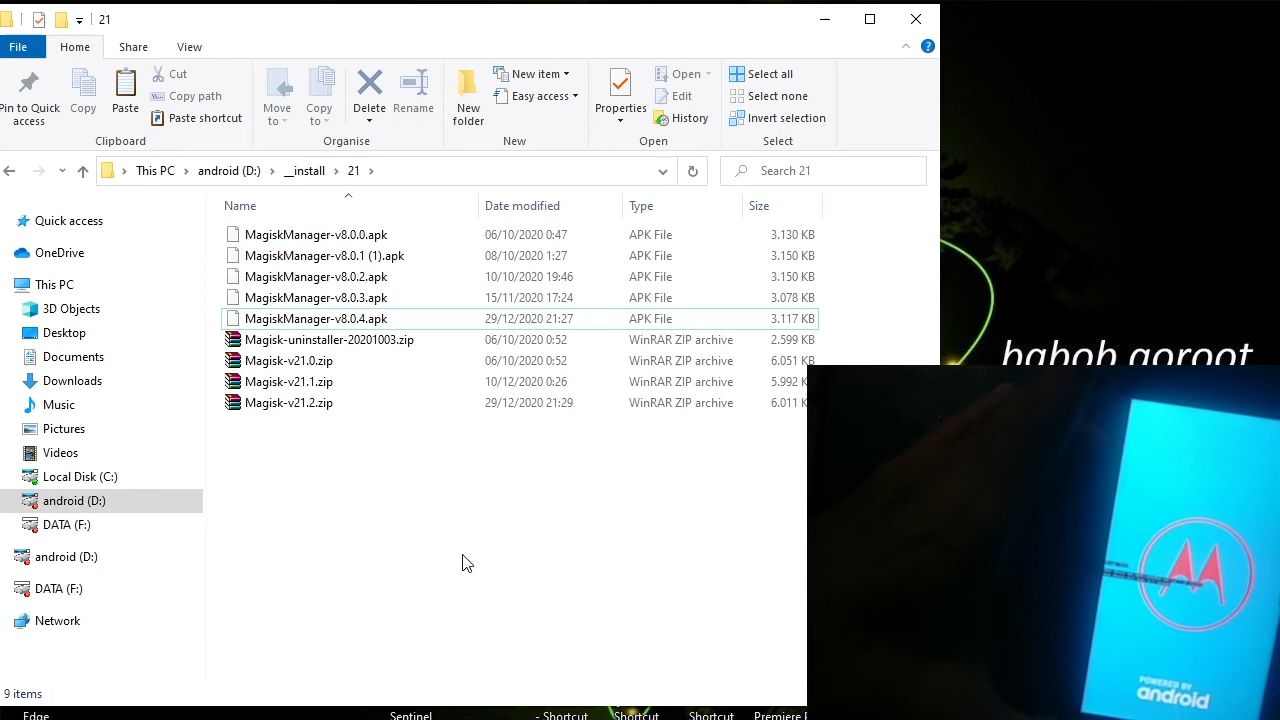 21
File Home Share View
Pin to Quick access
Copy
Paste
Cut
Copy path
Paste shortcut
Move to
Copy to
Delete
Rename
New folder
New item
Easy access
Properties
Open
Edit
History
Select all
Select none
Invert selection
Clipboard Organise New Open Select
This PC android (D:) __install 21
Search 21
Name Date modified Type Size
MagiskManager-v8.0.0.apk 06/10/2020 0:47 APK File 3.130 KB
MagiskManager-v8.0.1 (1).apk 08/10/2020 1:27 APK File 3.150 KB
MagiskManager-v8.0.2.apk 10/10/2020 19:46 APK File 3.150 KB
MagiskManager-v8.0.3.apk 15/11/2020 17:24 APK File 3.078 KB
MagiskManager-v8.0.4.apk 29/12/2020 21:27 APK File 3.117 KB
Magisk-uninstaller-20201003.zip 06/10/2020 0:52 WinRAR ZIP archive 2.599 KB
Magisk-v21.0.zip 06/10/2020 0:52 WinRAR ZIP archive 6.051 KB
Magisk-v21.1.zip 10/12/2020 0:26 WinRAR ZIP archive 5.992 K
Magisk-v21.2.zip 29/12/2020 21:29 WinRAR ZIP archive 6.011 K
Quick access
OneDrive
This PC
3D Objects
Desktop
Documents
Downloads
Music
Pictures
Videos
Local Disk (C:)
android (D:)
DATA (F:)
android (D:)
DATA (F:)
Network
9 items
POWERED BY
android
Edge Sentinel - Shortcut Shortcut Shortcut Premiere